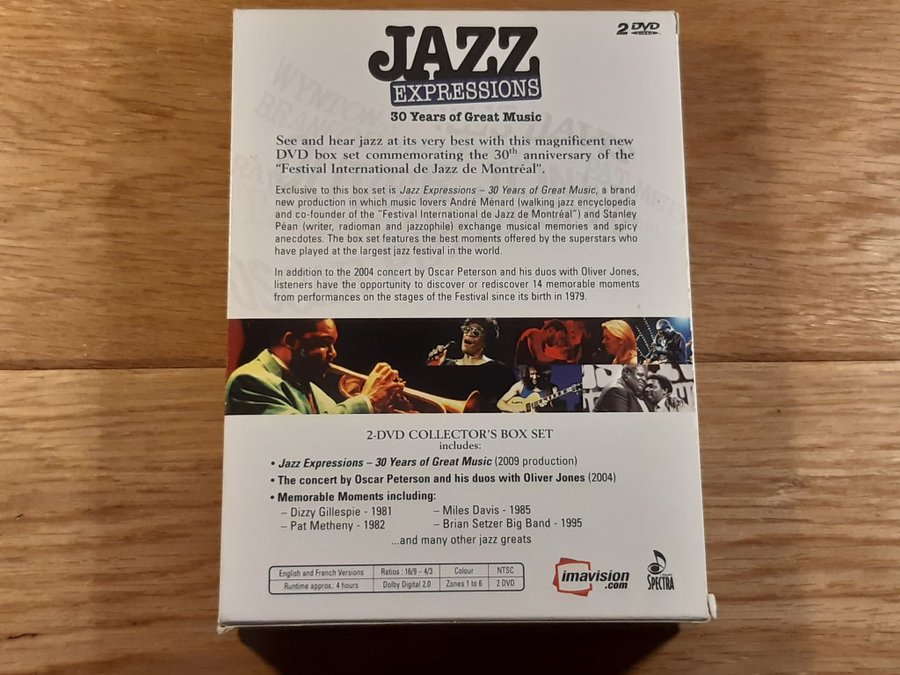 JAZZ
2 DVD
VIDEO
EXPRESSIONS
30 Years of Great Music
See and hear jazz at its very best with this magnificent new
DVD box set commemorating the 30th anniversary of the
"Festival International de Jazz de Montréal".
Exclusive to this box set is Jazz Expressions – 30 Years of Great Music, a brand
new production in which music lovers André Ménard (walking jazz encyclopedia
and co-founder of the "Festival International de Jazz de Montréal") and Stanley
Péan (writer, radioman and jazzophile) exchange musical memories and spicy
anecdotes. The box set features the best moments offered by the superstars who
have played at the largest jazz festival in the world.
In addition to the 2004 concert by Oscar Peterson and his duos with Oliver Jones,
listeners have the opportunity to discover or rediscover 14 memorable moments
from performances on the stages of the Festival since its birth in 1979.
2-DVD COLLECTOR'S BOX SET
includes:
• Jazz Expressions – 30 Years of Great Music (2009 production)
• The concert by Oscar Peterson and his duos with Oliver Jones (2004)
• Memorable Moments including:
– Dizzy Gillespie - 1981 – Miles Davis - 1985
– Pat Metheny - 1982 – Brian Setzer Big Band - 1995
...and many other jazz greats
English and French Versions Ratios : 16/9 – 4/3 Colour NTSC
Runtime approx.: 4 hours Dolby Digital 2.0 Zones 1 to 6 2 DVD
imavision
.com
SPECTRA